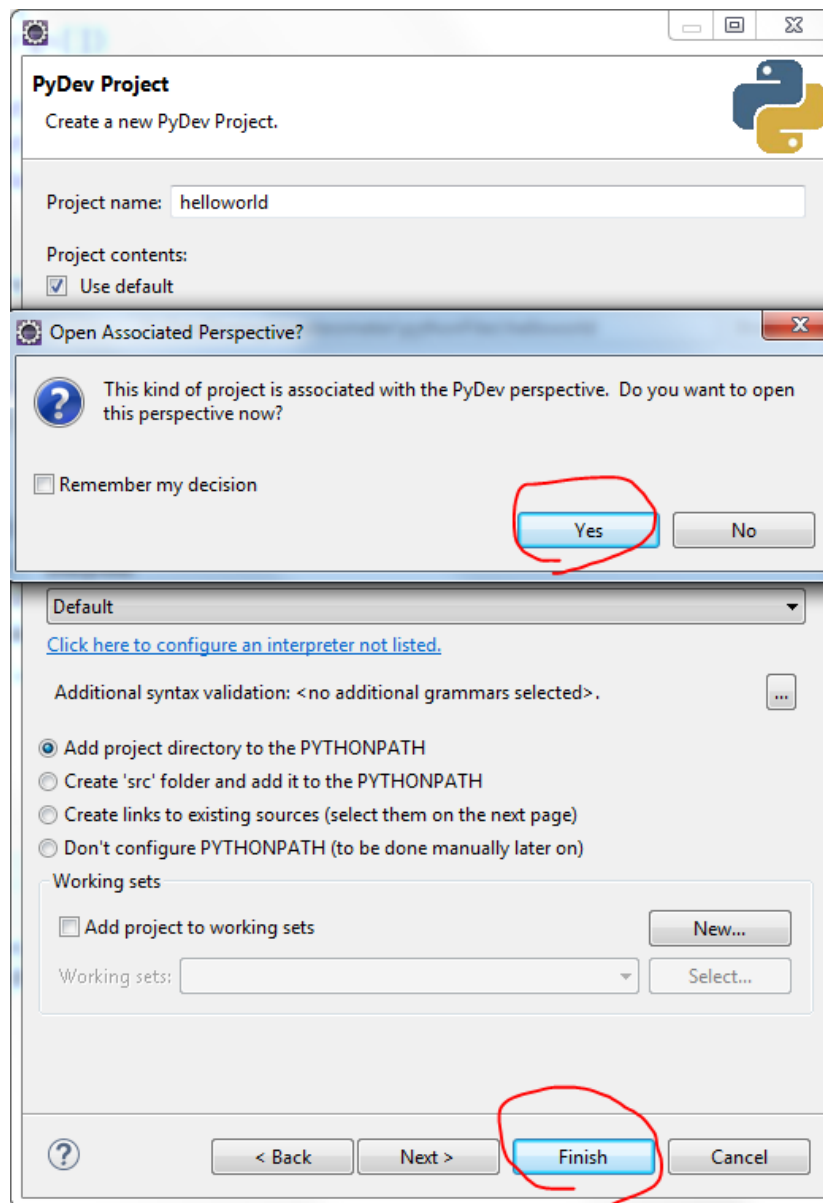 PyDev Project
Create a new PyDev Project.
Project name: helloworld
Project contents:
Use default
Open Associated Perspective?
This kind of project is associated with the PyDev perspective. Do you want to open
this perspective now?
Remember my decision
Yes No
Default
Click here to configure an interpreter not listed.
Additional syntax validation: <no additional grammars selected>. ...
Add project directory to the PYTHONPATH
Create 'src' folder and add it to the PYTHONPATH
Create links to existing sources (select them on the next page)
Don't configure PYTHONPATH (to be done manually later on)
Working sets
Add project to working sets New...
Working sets: Select...
? < Back Next > Finish Cancel